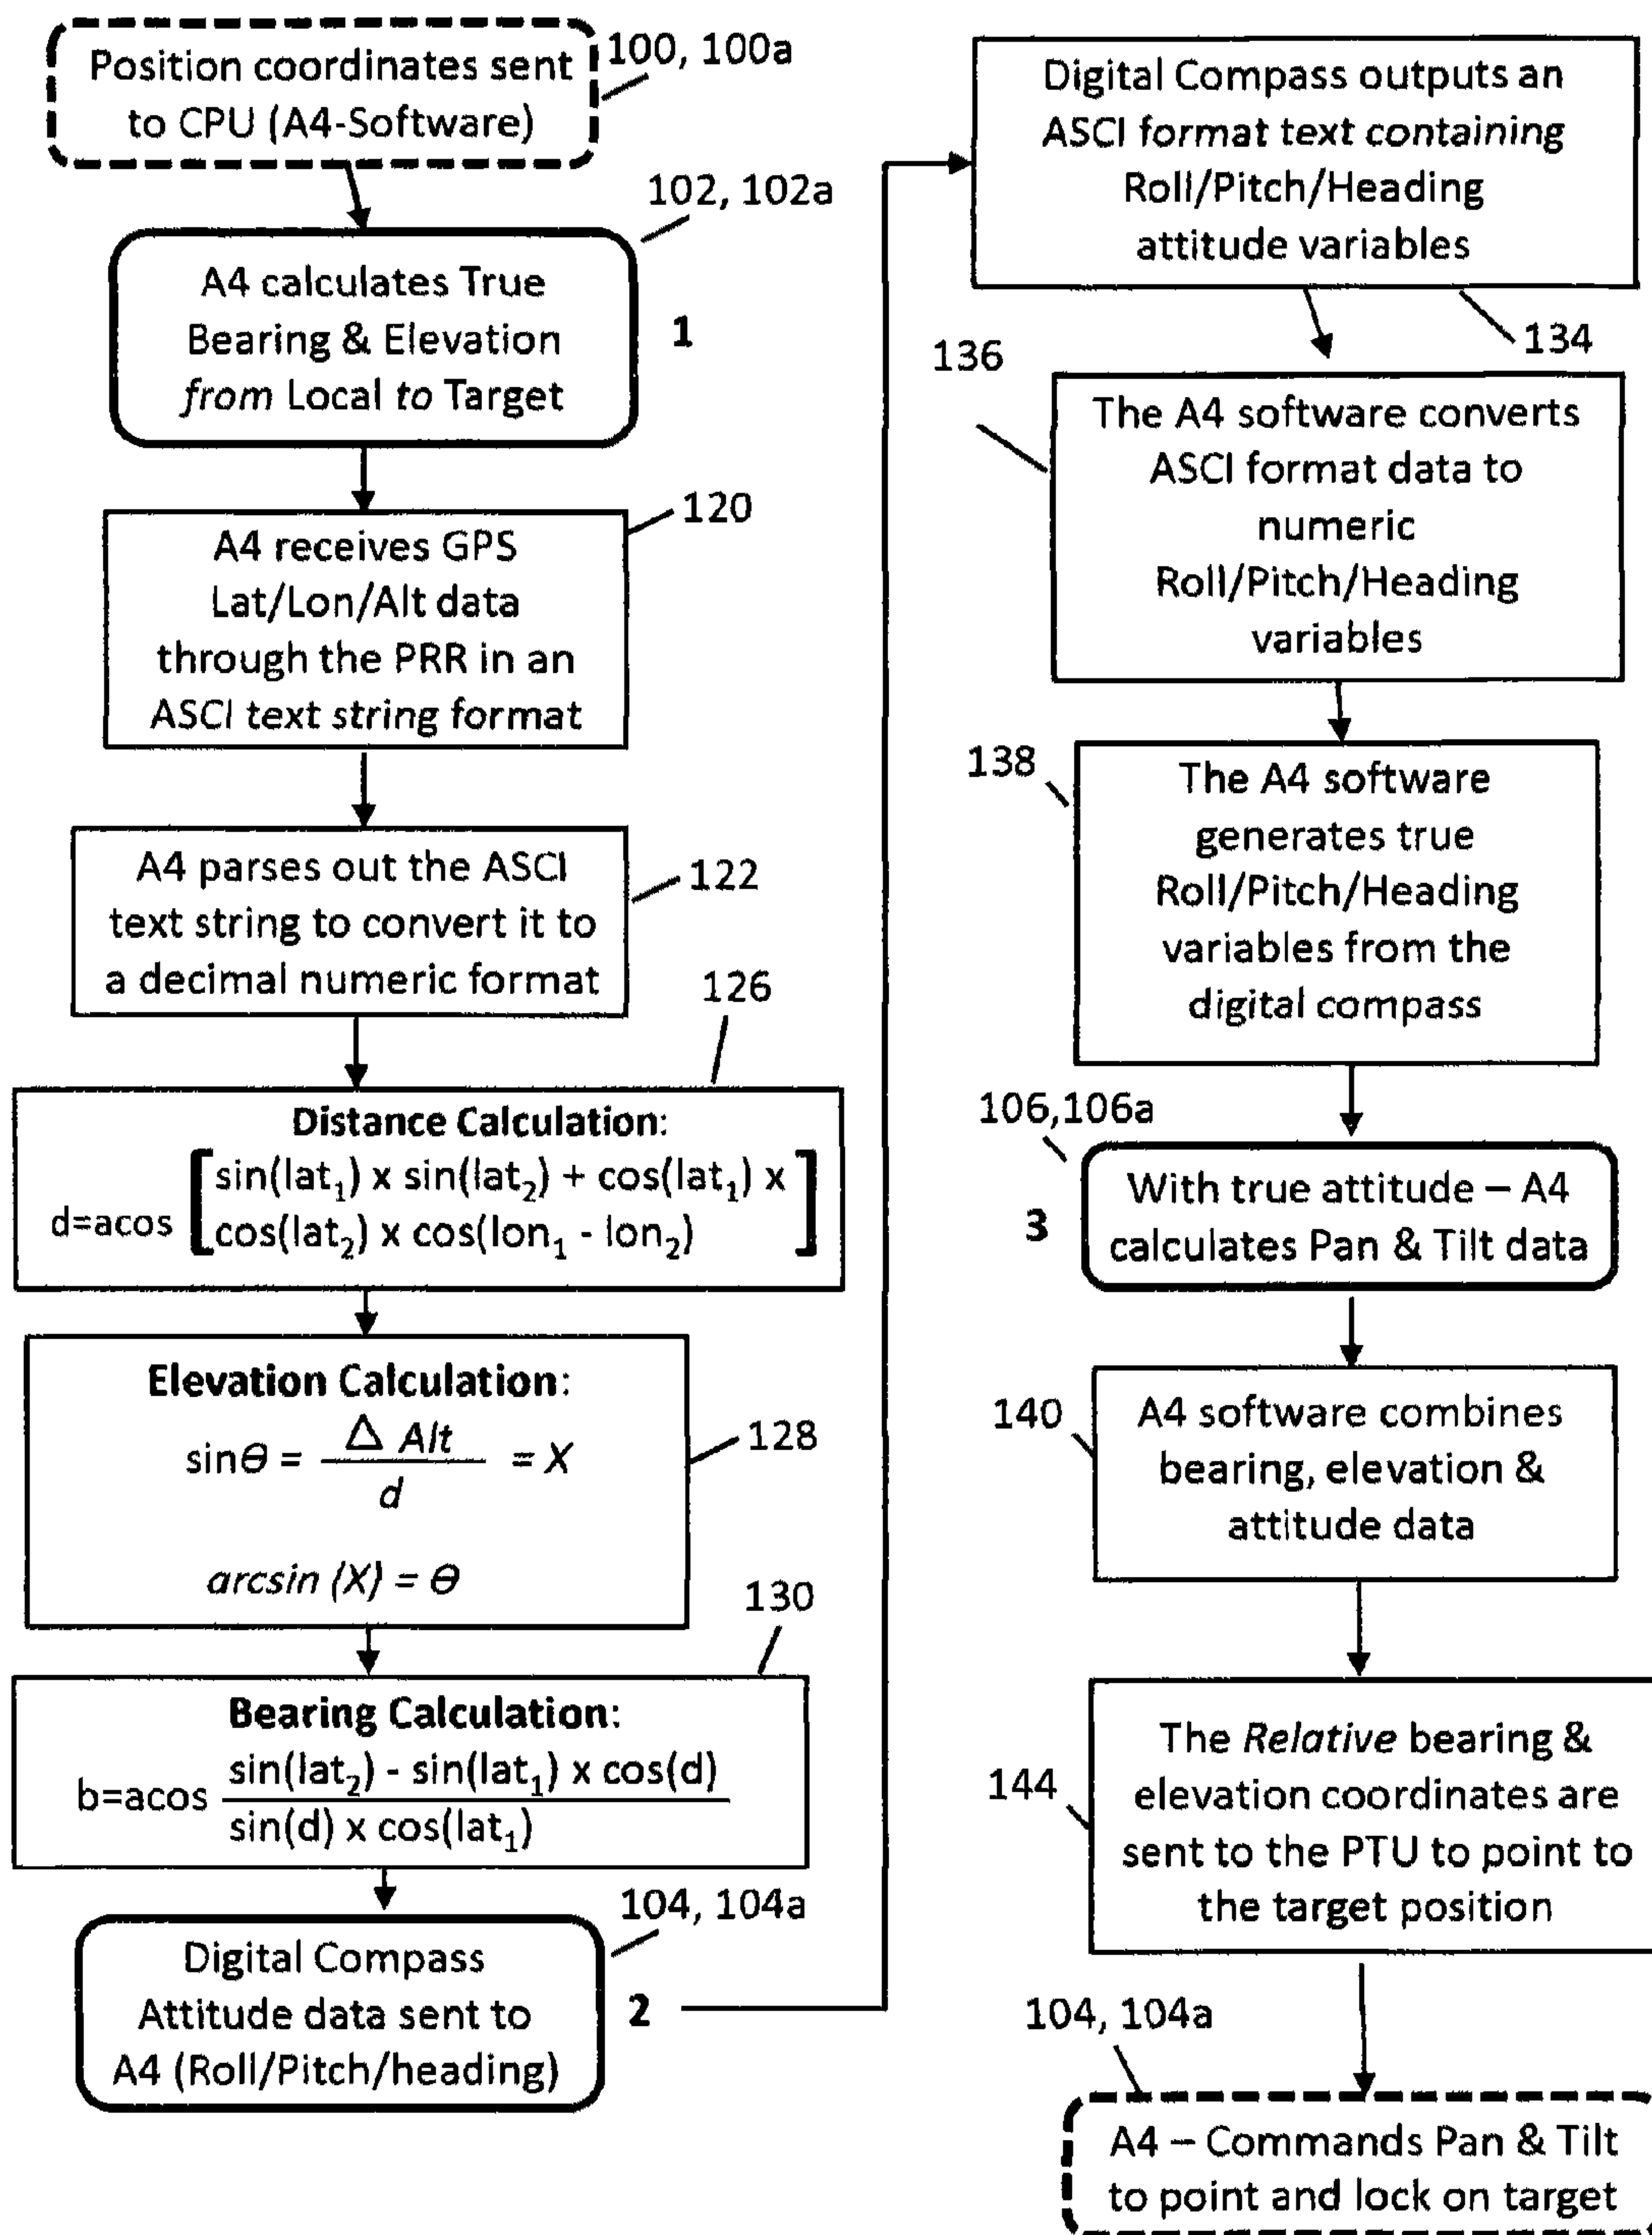 Position coordinates sent
to CPU (A4-Software)
100, 100a
102, 102a
A4 calculates True
Bearing & Elevation
from Local to Target
1
120
A4 receives GPS
Lat/Lon/Alt data
through the PRR in an
ASCI text string format
A4 parses out the ASCI
text string to convert it to
a decimal numeric format
122
126
Distance Calculation:
d=acos [sin(lat₁) x sin(lat₂) + cos(lat₁) x
cos(lat₂) x cos(lon₁ - lon₂)]
Elevation Calculation:
sinθ = Δ Alt = X
d
arcsin (X) = θ
128
130
Bearing Calculation:
b=acos sin(lat₂) - sin(lat₁) x cos(d)
sin(d) x cos(lat₁)
104, 104a
Digital Compass
Attitude data sent to
A4 (Roll/Pitch/heading)
2
Digital Compass outputs an
ASCI format text containing
Roll/Pitch/Heading
attitude variables
134
136
The A4 software converts
ASCI format data to
numeric
Roll/Pitch/Heading
variables
138
The A4 software
generates true
Roll/Pitch/Heading
variables from the
digital compass
106,106a
3
With true attitude – A4
calculates Pan & Tilt data
140
A4 software combines
bearing, elevation &
attitude data
144
The Relative bearing &
elevation coordinates are
sent to the PTU to point to
the target position
104, 104a
A4 – Commands Pan & Tilt
to point and lock on target